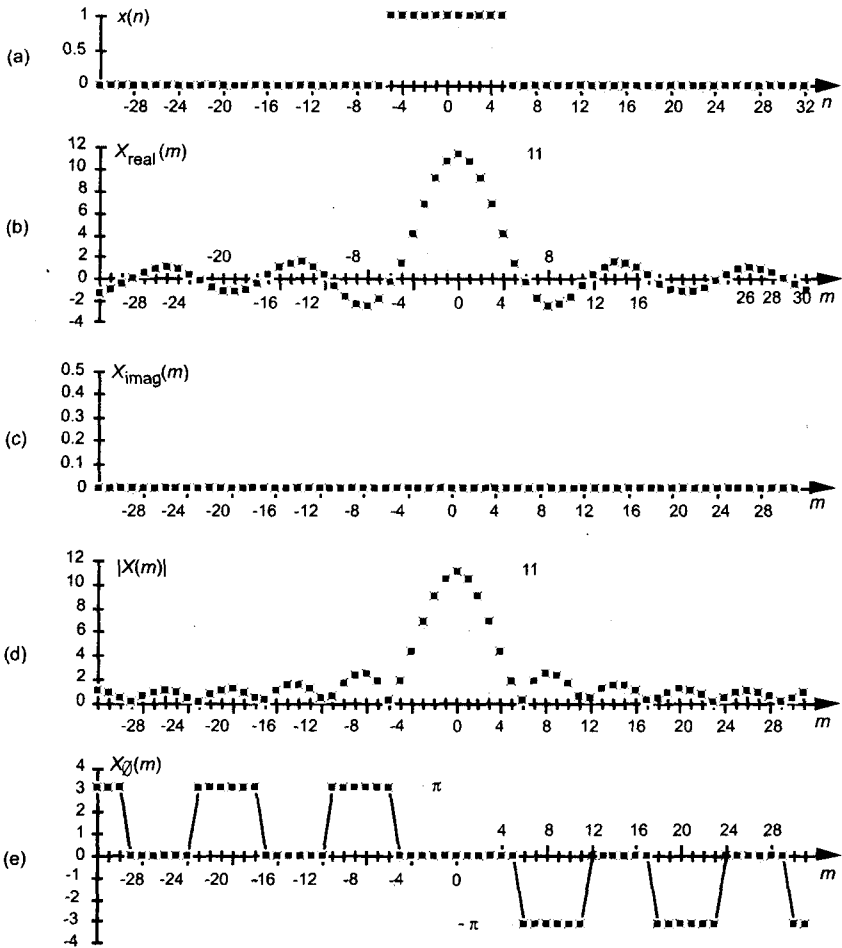 (a)
x(n)
1
0.5
0
-28 -24 -20 -16 -12 -8 -4 0 4 8 12 16 20 24 28 32
n
(b)
X real (m)
11
12
10
8
6
4
2
0
-2
-4
-20 -8 8
-28 -24 -16 -12 -4 0 4 12 16 26 28 30 m
(c)
X imag (m)
0.5
0.4
0.3
0.2
0.1
0
-28 -24 -20 -16 -12 -8 -4 0 4 8 12 16 20 24 28
m
(d)
|X(m)|
11
12
10
8
6
4
2
0
-28 -24 -20 -16 -12 -8 -4 0 4 8 12 16 20 24 28
m
(e)
XØ(m)
4
3
2
1
0
-1
-2
-3
-4
π
4 8 12 16 20 24 28
-28 -24 -20 -16 -12 -8 -4 0
m
-π